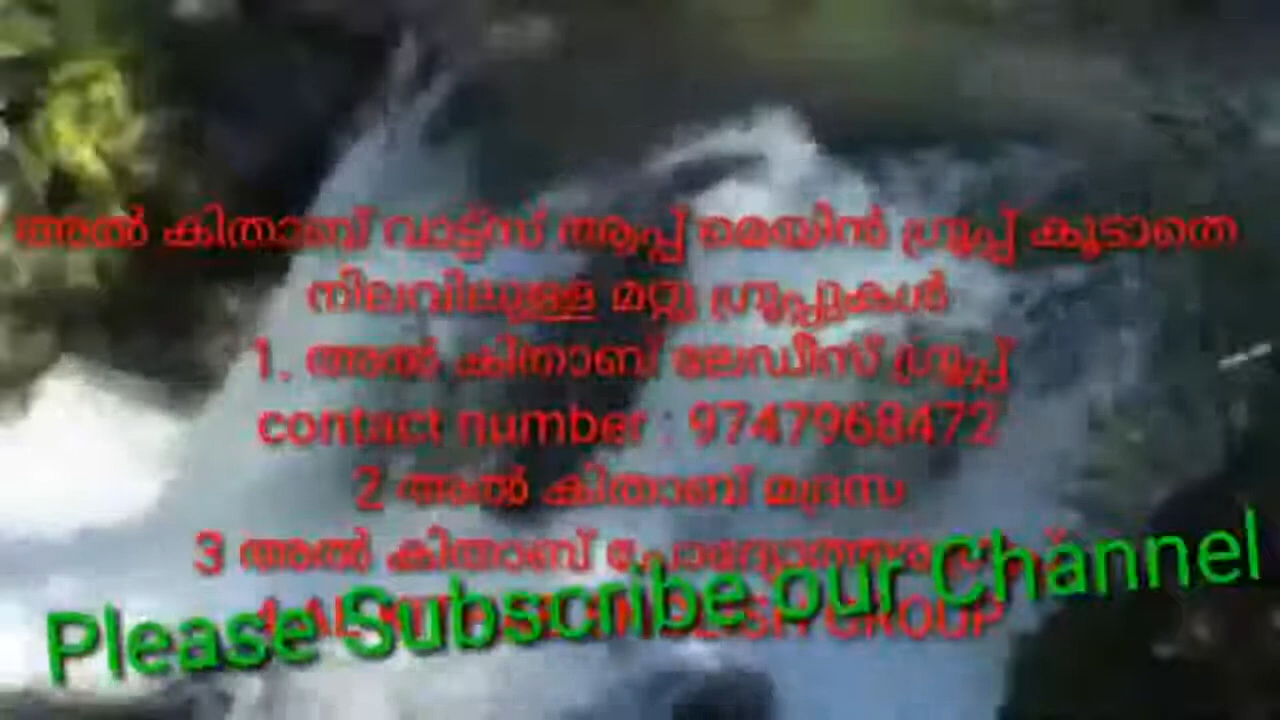 അൽ കിതാബ് വാട്ട്സ് ആപ്പ് മെയിൻ ഗ്രൂപ്പ് കൂടാതെ
നിലവിലുള്ള മറ്റു ഗ്രൂപ്പുകൾ
1. അൽ കിതാബ് ലേഡീസ് ഗ്രൂപ്പ്
contact number : 9747968472
2 അൽ കിതാബ് മദ്രസ
3 അൽ കിതാബ്
GROUP
Please Subscribe our Channel